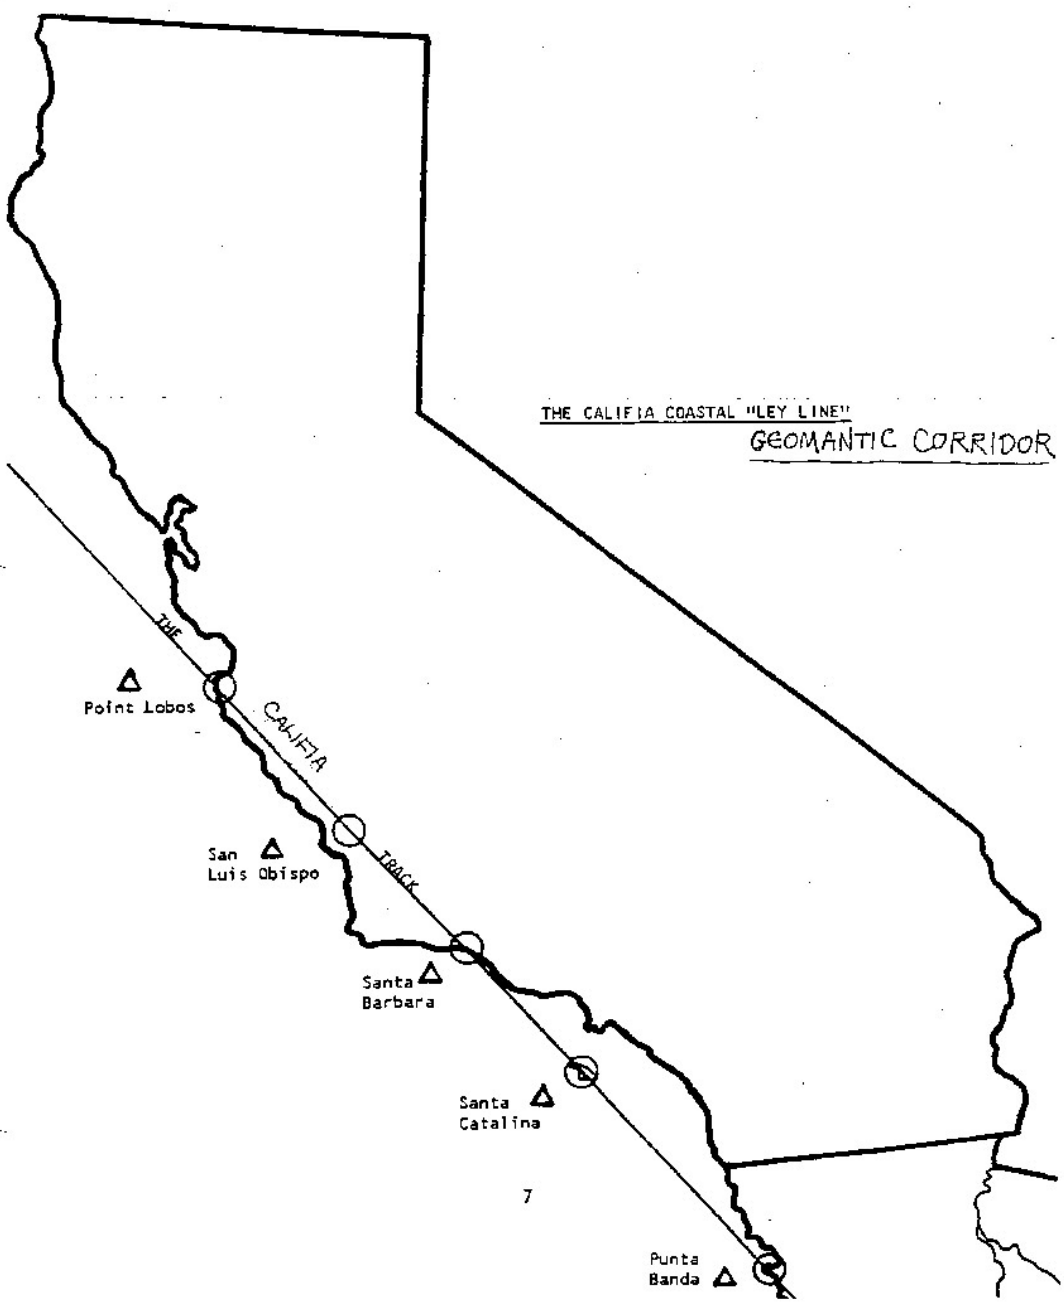 THE CALIFIA COASTAL "LEY LINE"
GEOMANTIC CORRIDOR
THE
Point Lobos
CALIFIA
San
Luis Obispo
TRACK
Santa
Barbara
Santa
Catalina
7
Punta
Banda